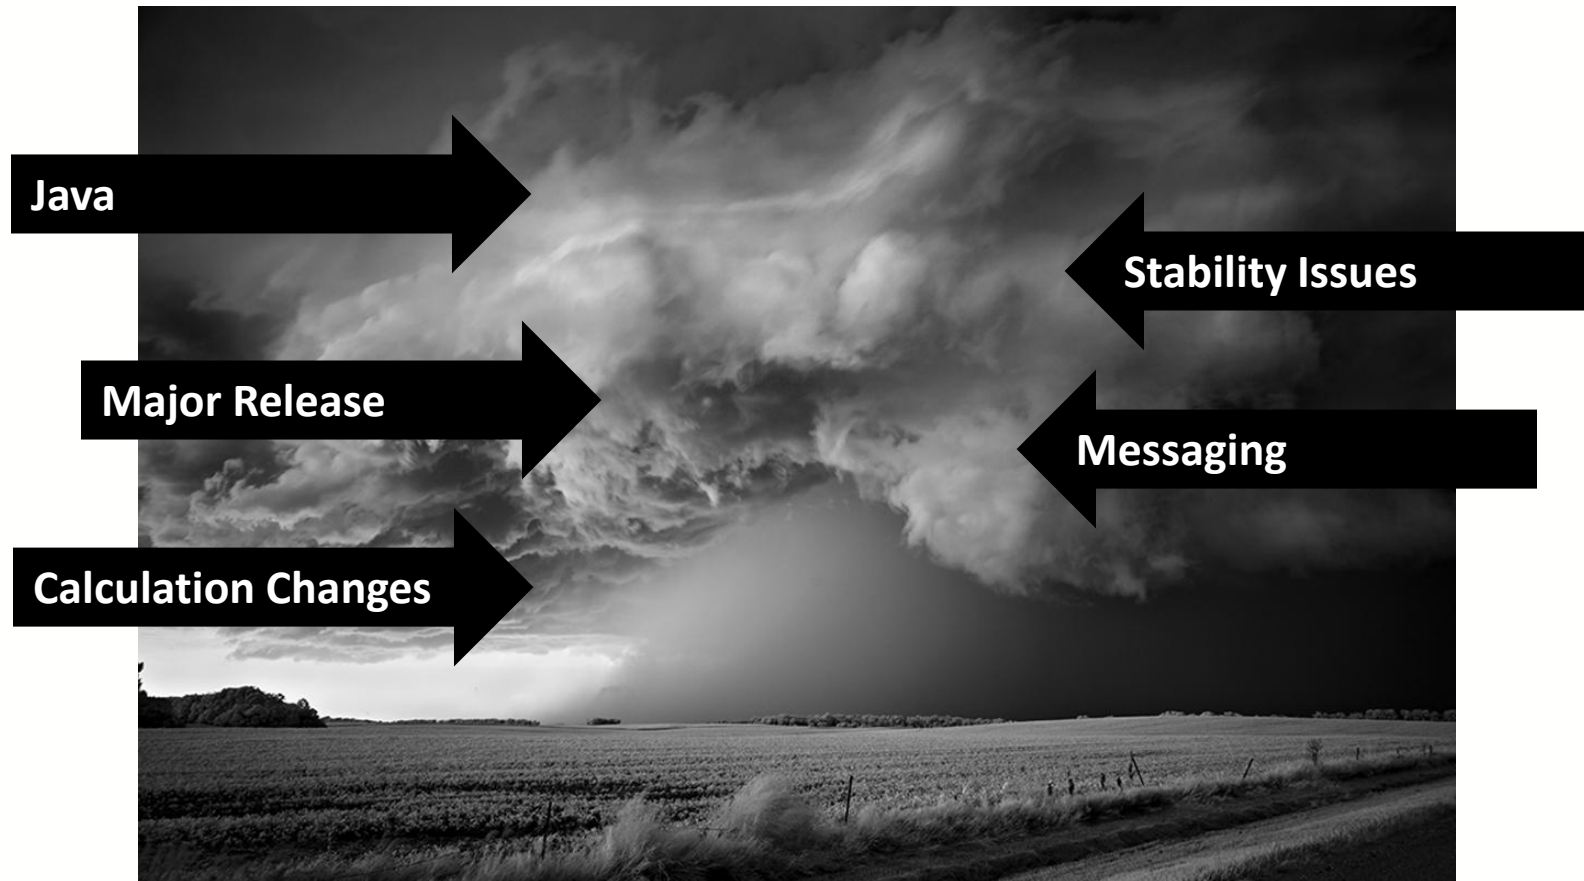 Java
Stability Issues
Major Release
Messaging
Calculation Changes